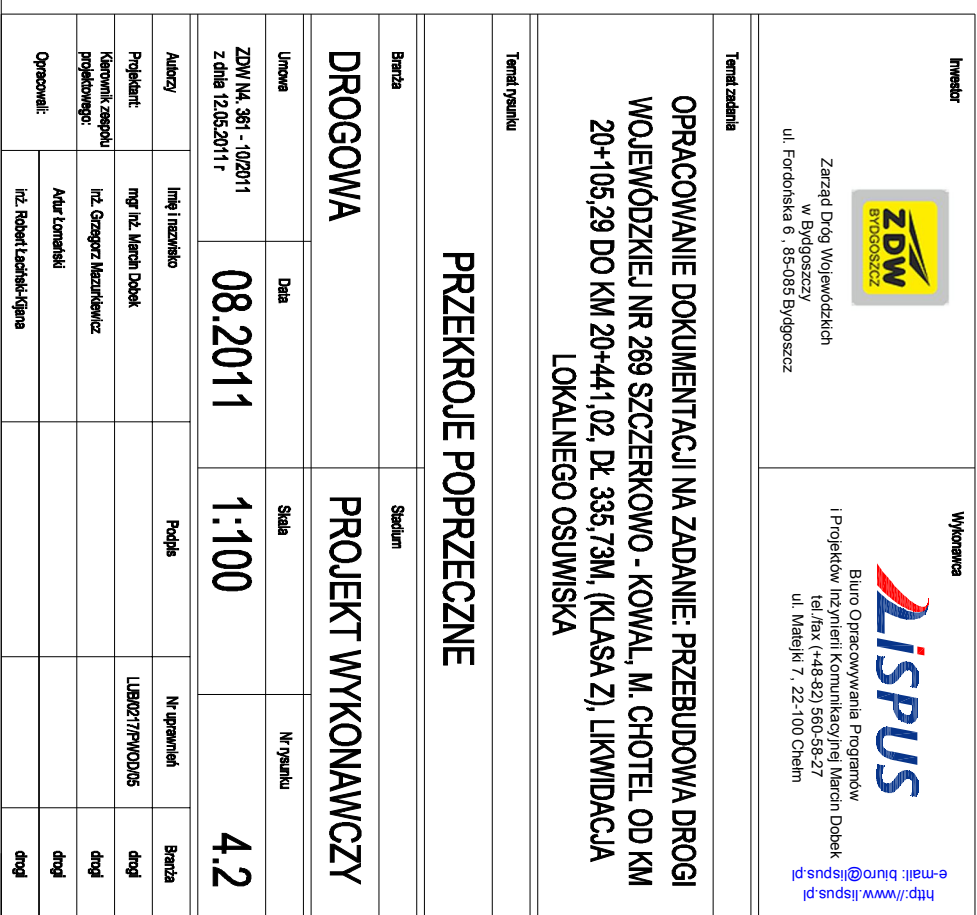 Inwestor
ZDW
BYDGOSZCZ
Zarząd Dróg Wojewódzkich
w Bydgoszczy
ul. Fordońska 6 , 85-085 Bydgoszcz
Wykonawca
LiSPUS
Biuro Opracowywania Programów
i Projektów Inżynierii Komunikacyjnej Marcin Dobek
tel./fax (+48-82) 560-58-27
ul. Matejki 7 , 22-100 Chełm
http://www.lispus.pl
e-mail: biuro@lispus.pl
Temat zadania
OPRACOWANIE DOKUMENTACJI NA ZADANIE: PRZEBUDOWA DROGI
WOJEWÓDZKIEJ NR 269 SZCZERKOWO - KOWAL, M. CHOTEL OD KM
20+105,29 DO KM 20+441,02, DŁ 335,73M, (KLASA Z), LIKWIDACJA
LOKALNEGO OSUWISKA
Temat rysunku
PRZEKROJE POPRZECZNE
Branża
DROGOWA
Stadium
PROJEKT WYKONAWCZY
Umowa
ZDW N4. 361 - 10/2011
z dnia 12.05.2011 r
Data
08.2011
Skala
1:100
Nr rysunku
4.2
Autorzy Imię i nazwisko Podpis Nr uprawnień Branża
Projektant: mgr inż. Marcin Dobek LUB/0217/PWOD/05 drogi
Kierownik zespołu
projektowego: inż. Grzegorz Mazurkiewicz drogi
Opracowali: Artur Łomański drogi
inż. Robert Łaciński-Kijana drogi